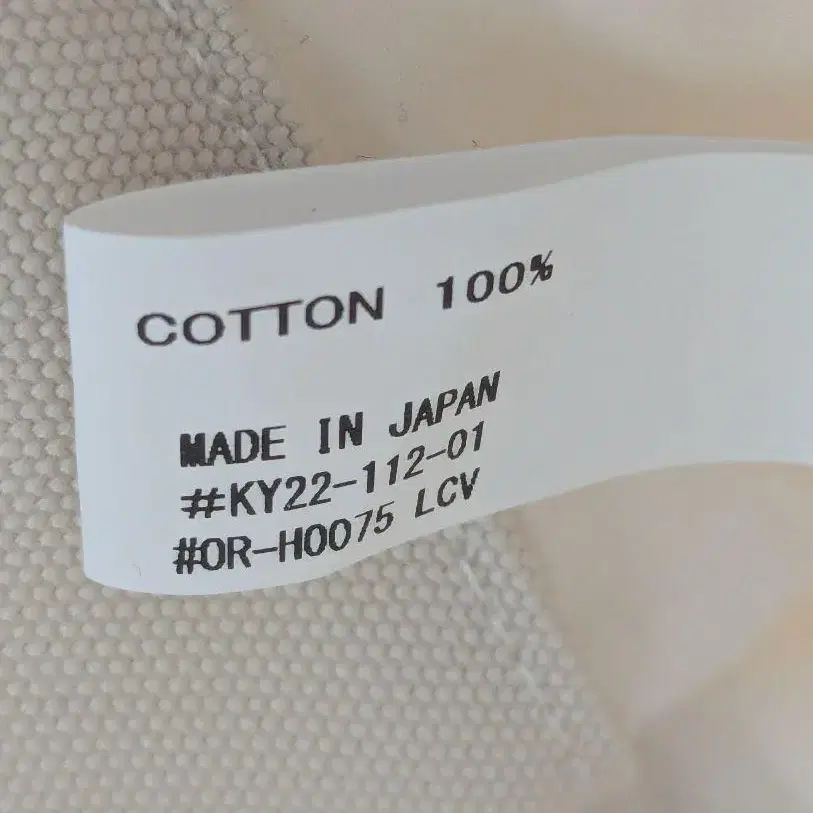 COTTON 100%
MADE IN JAPAN
#KY22-112-01
#OR-H0075 LCV